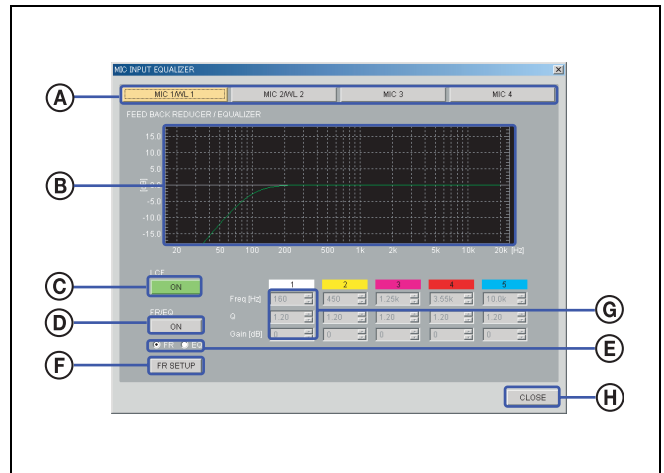 MIC INPUT EQUALIZER
A
MIC 1/WL 1 MIC 2/WL 2 MIC 3 MIC 4
FEED BACK REDUCER / EQUALIZER
B
15.0
10.0
5.0
0.0
-5.0
-10.0
-15.0
20 50 100 200 500 1k 2k 5k 10k 20k [Hz]
C
LCF
ON
1 2 3 4 5
Freq [Hz] 160 450 1.25k 3.55k 10.0k
G
D
FR/EQ
ON
Q 1.20 1.20 1.20 1.20 1.20
Gain [dB] 0 0 0 0 0
FR EQ
E
F
FR SETUP
CLOSE
H